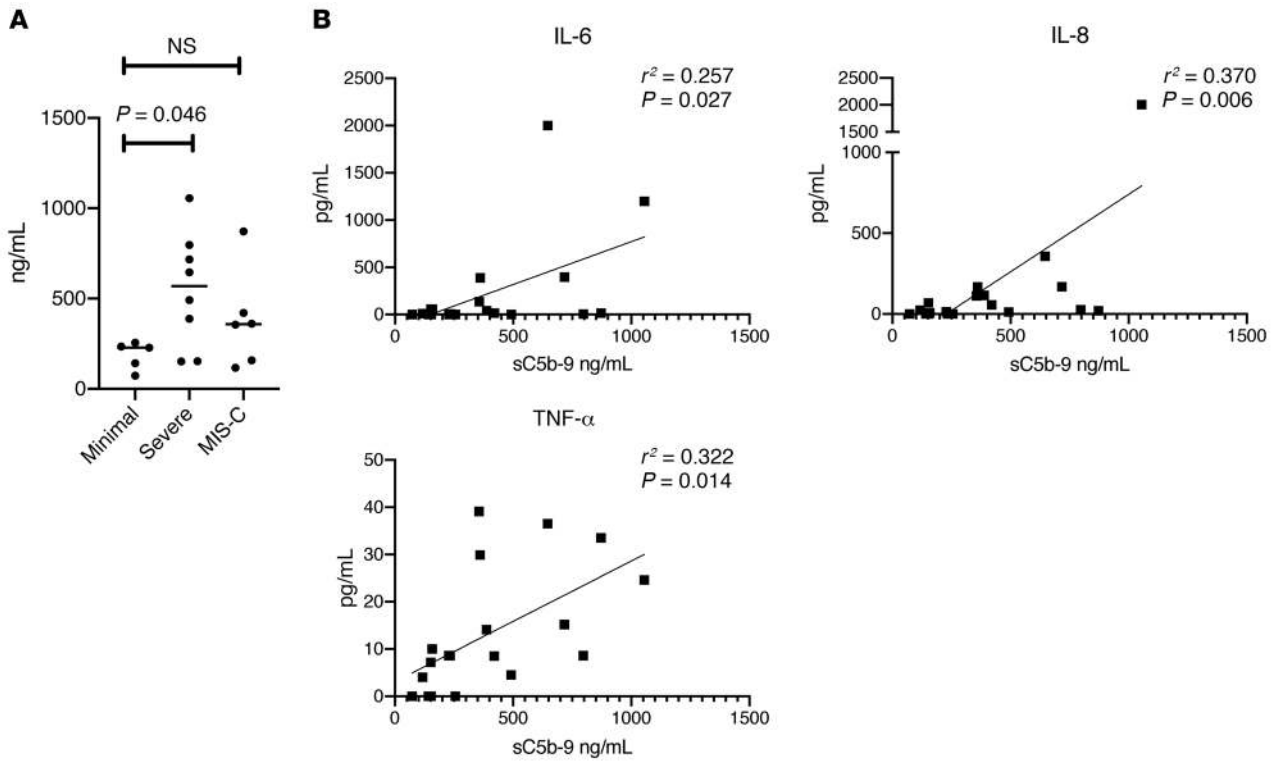 A
NS
P = 0.046
1500
1000
500
0
ng/mL
Minimal
Severe
MIS-C
B
IL-6
r² = 0.257
P = 0.027
2500
2000
1500
1000
500
0
pg/mL
0 500 1000 1500
sC5b-9 ng/mL
IL-8
r² = 0.370
P = 0.006
2500
2000
1500
1000
500
0
pg/mL
0 500 1000 1500
sC5b-9 ng/mL
TNF-α
r² = 0.322
P = 0.014
50
40
30
20
10
0
pg/mL
0 500 1000 1500
sC5b-9 ng/mL